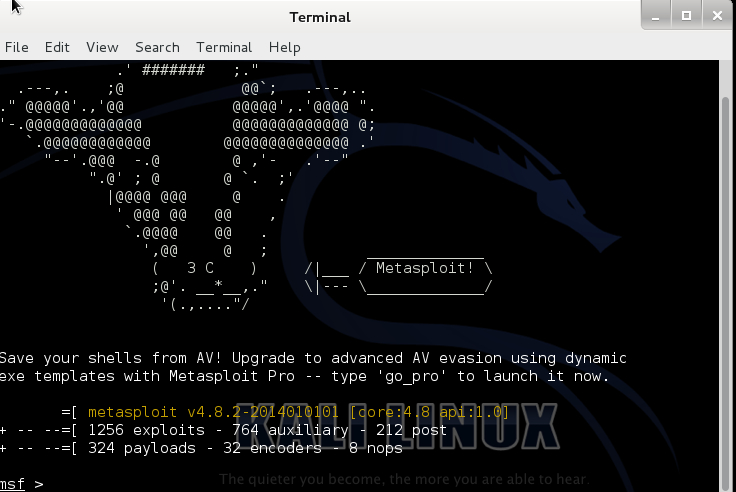 Terminal
File Edit View Search Terminal Help
.' ####### ;."
.---,. ;@ @@`; .---,..
." @@@@@'.,'@@ @@@@@',.'@@@@ ".
'-.@@@@@@@@@@@@@ @@@@@@@@@@@@@ @;
`.@@@@@@@@@@@@ @@@@@@@@@@@@@@ .'
"--'.@@@ -.@ @ ,'- .'--"
".@' ; @ @ `. ;'
|@@@@ @@@ @ .
' @@@ @@ @@ ,
`.@@@@ @@ .
',@@ @ ; _____________
( 3 C ) /|___ / Metasploit! \
;@'. __*__,." \|--- \_____________/
'(.,...."/
Save your shells from AV! Upgrade to advanced AV evasion using dynamic
exe templates with Metasploit Pro -- type 'go_pro' to launch it now.
=[ metasploit v4.8.2-2014010101 [core:4.8 api:1.0]
+ -- --=[ 1256 exploits - 764 auxiliary - 212 post
+ -- --=[ 324 payloads - 32 encoders - 8 nops
KALI LINUX
The quieter you become, the more you are able to hear.
msf >